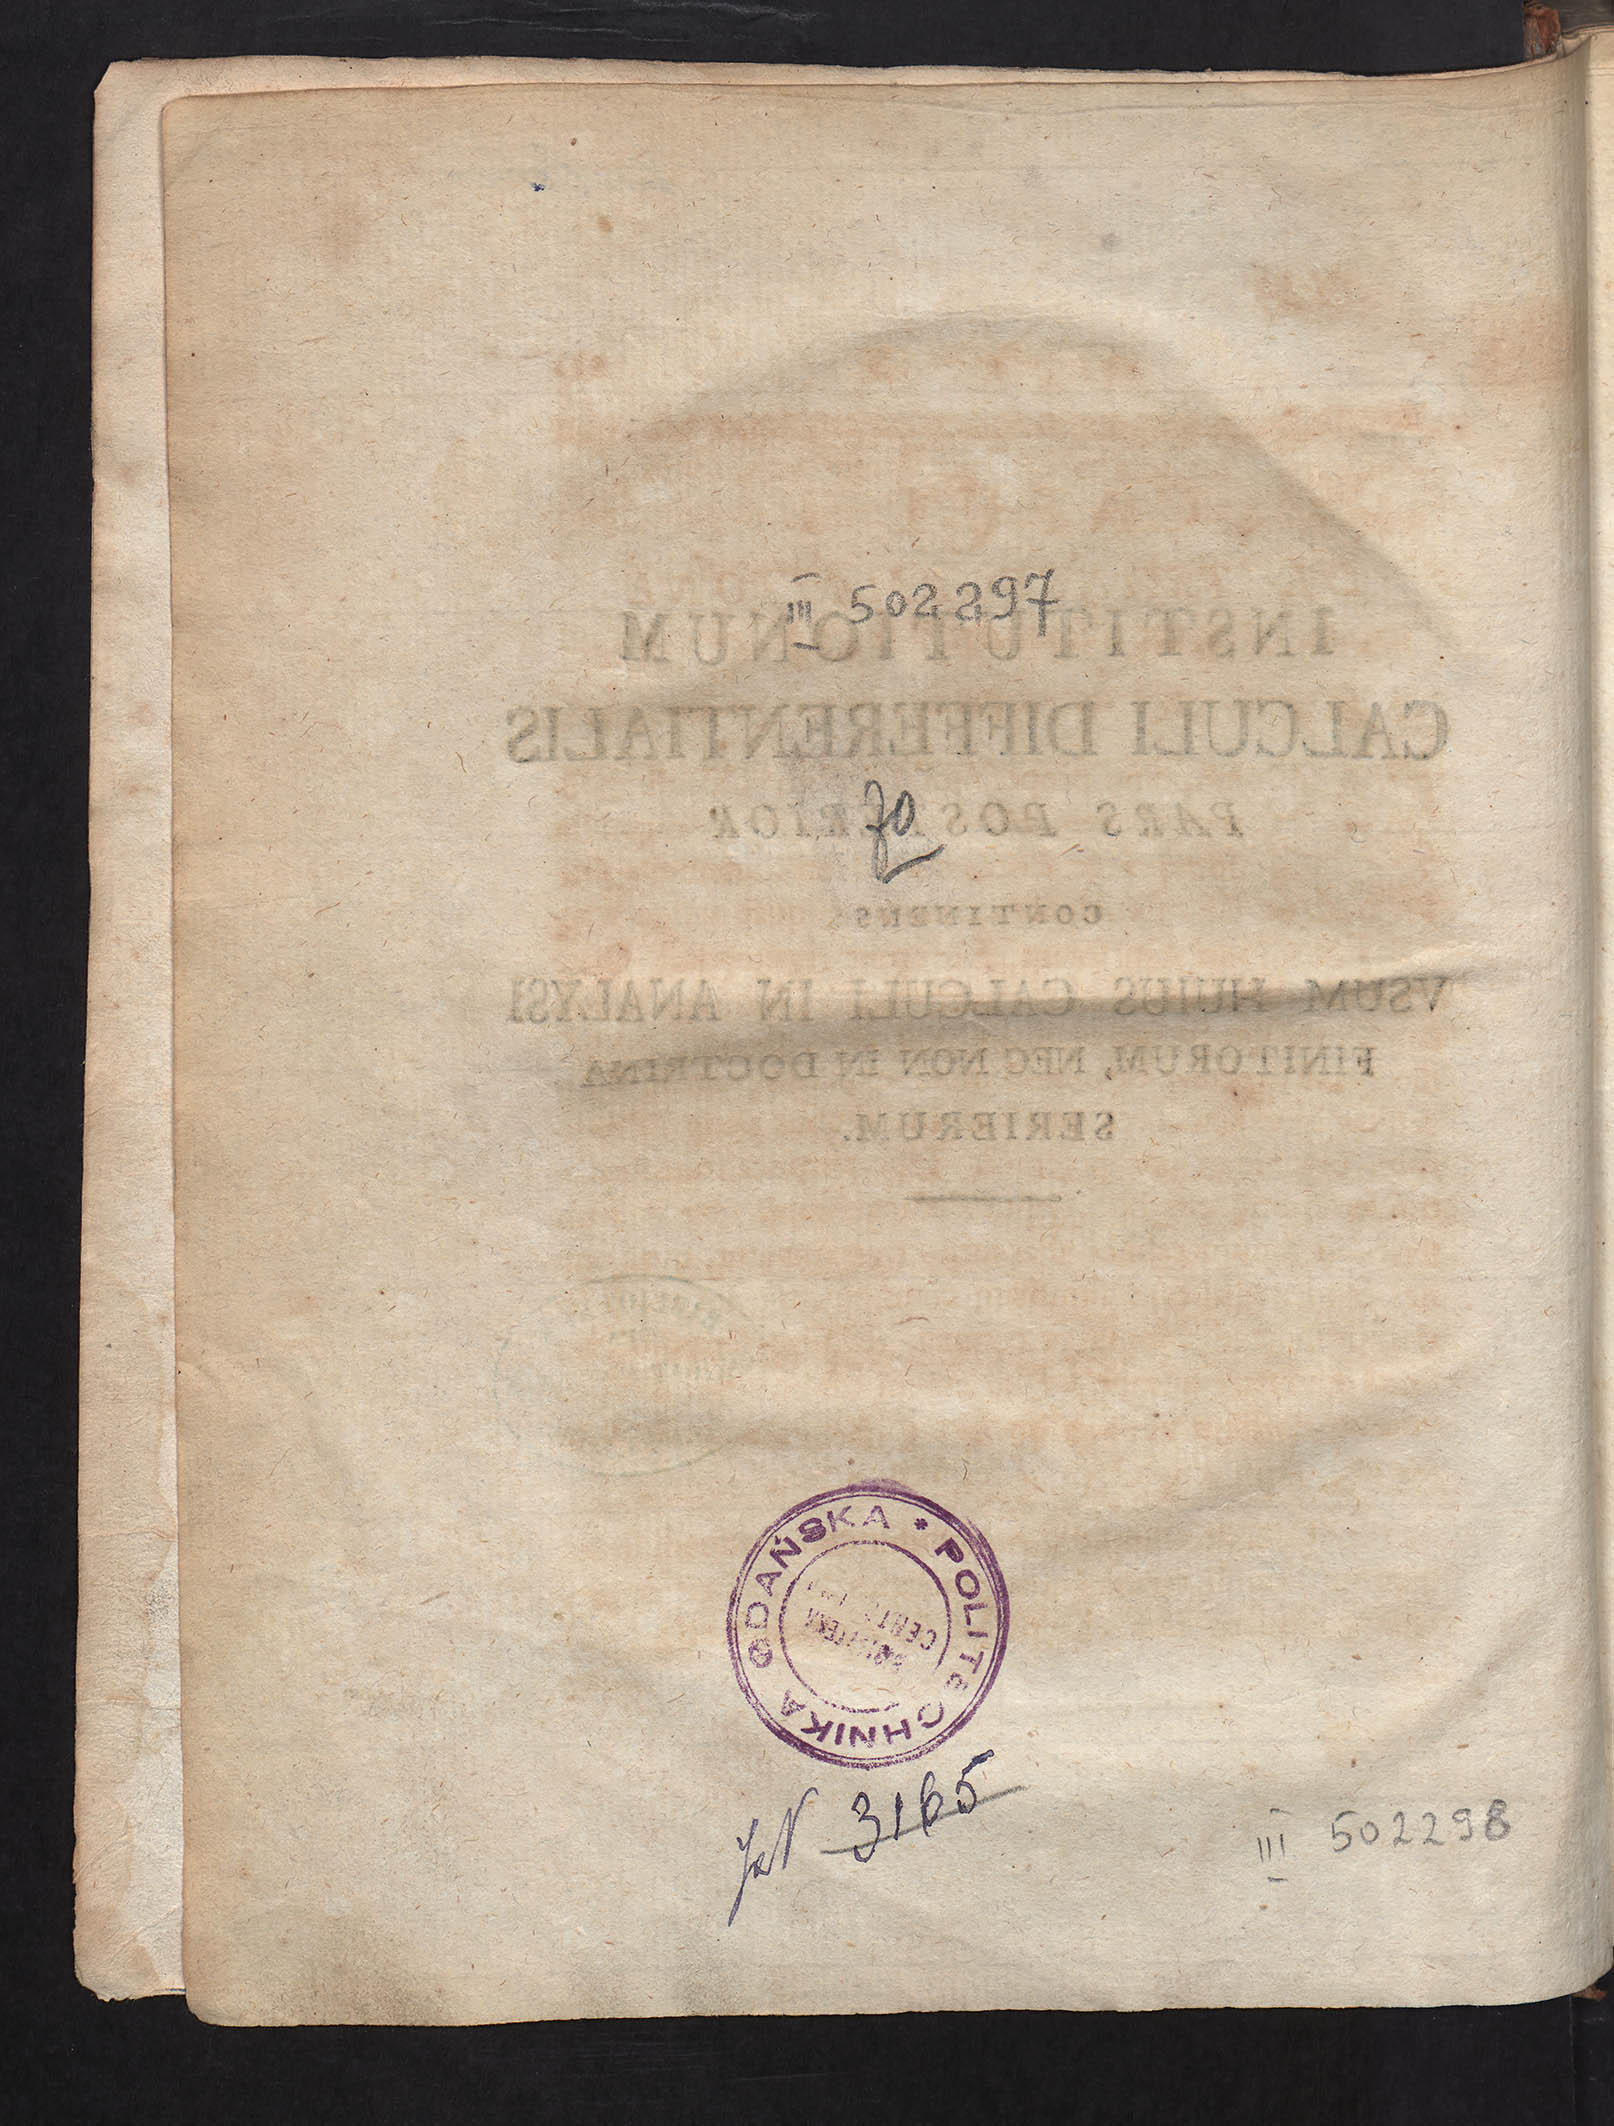 III 502297
INSTITUTIONUM
CALCULI DIFFERENTIALIS
70
PARS POSTERIOR
CONTINENS
VSUM HUIUS CALCULI IN ANALYSI
FINITORUM, NEC NON IN DOCTRINA
SERIERUM.
POLITECHNIKA GDAŃSKA *
3165
III 502298